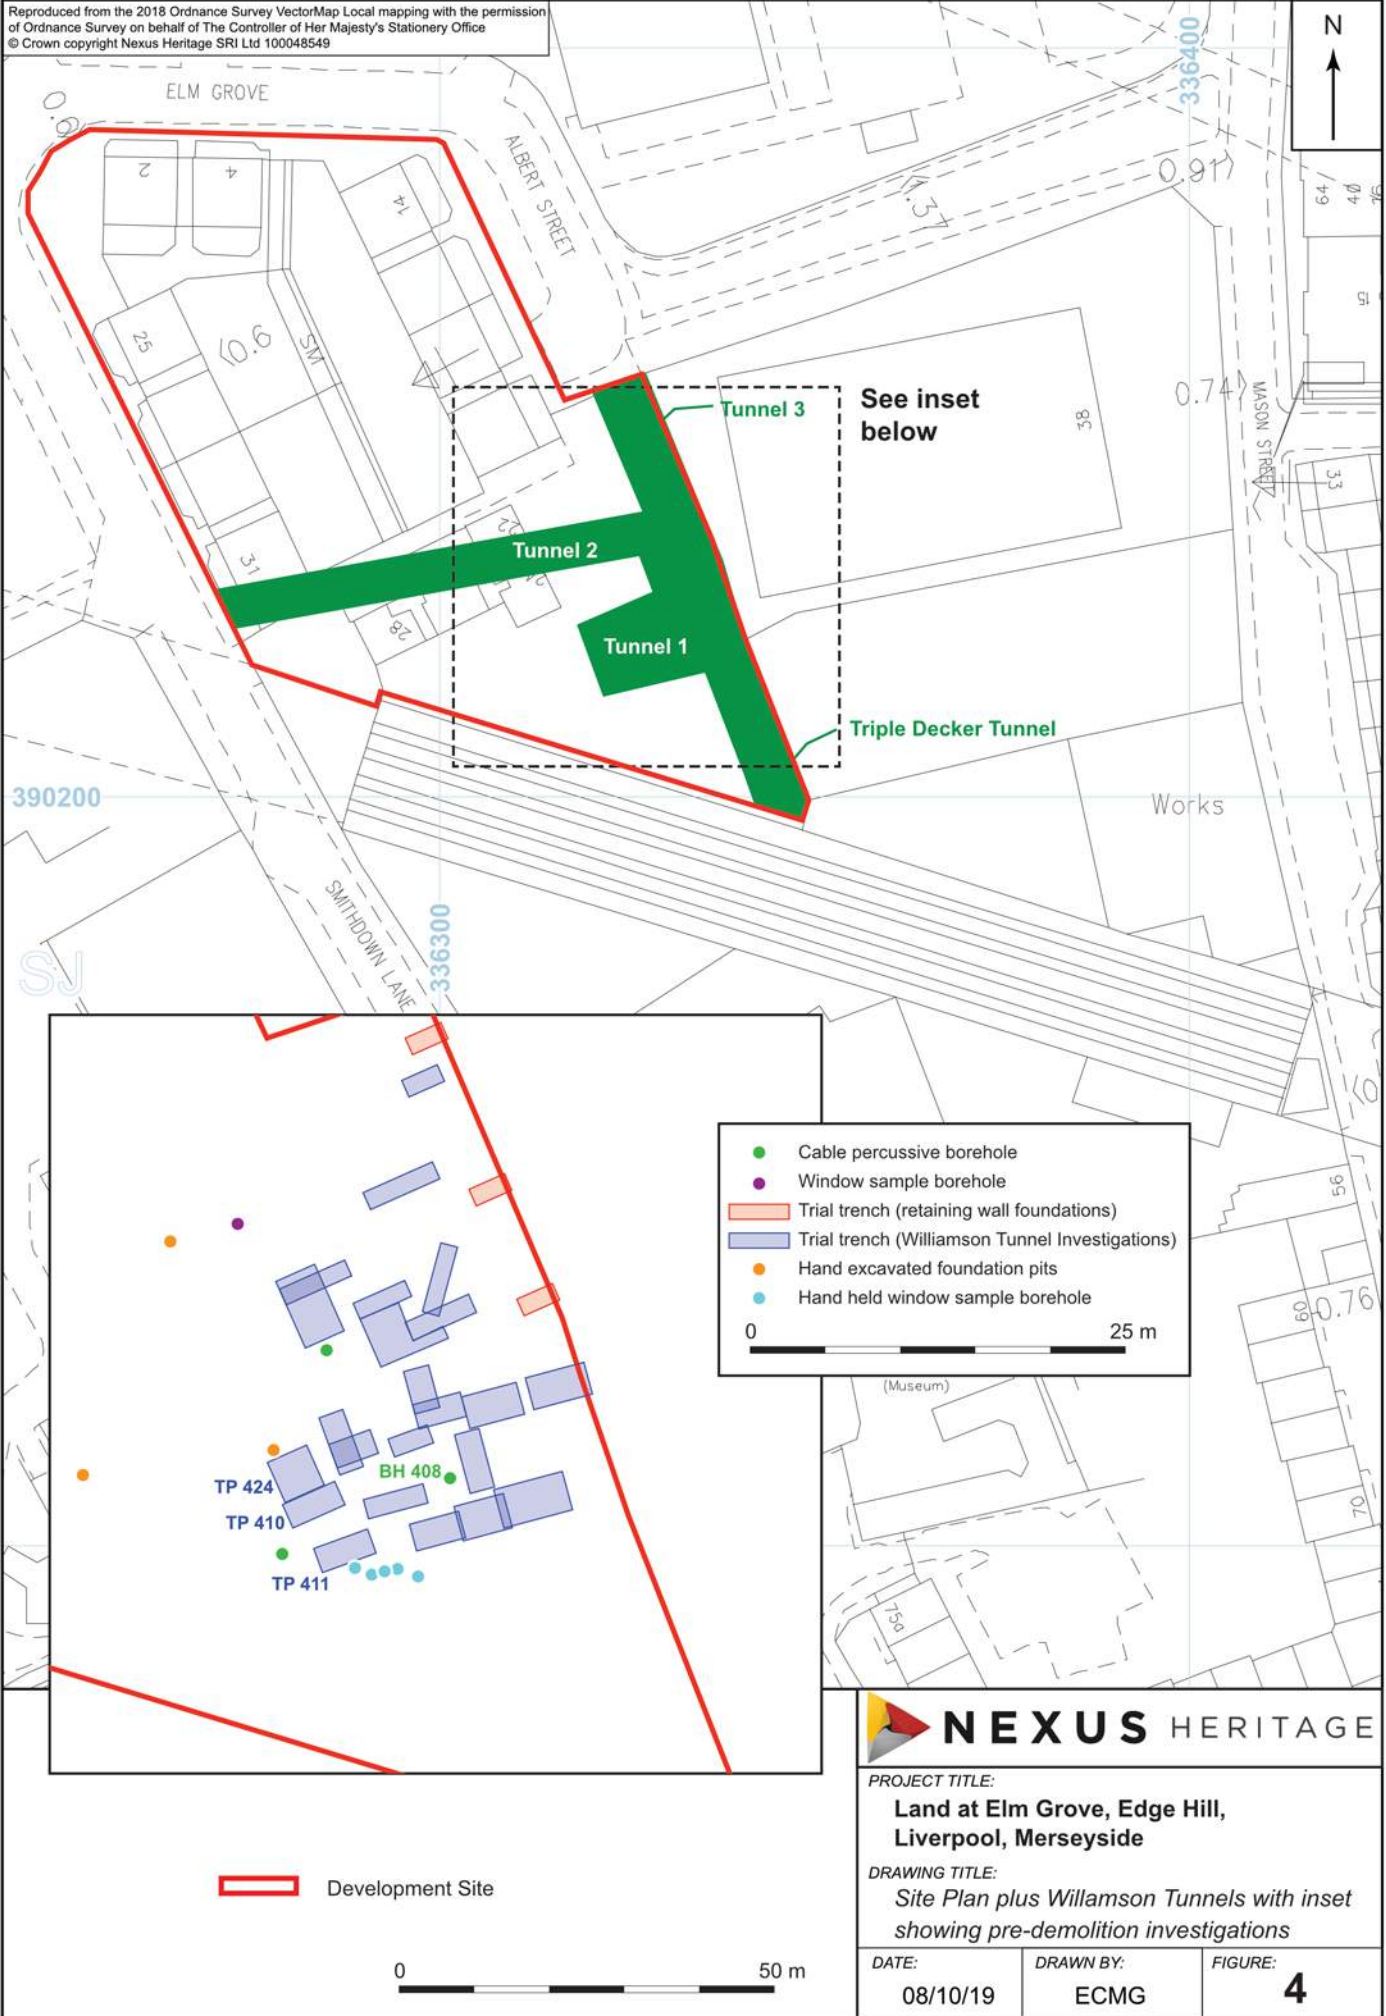 Reproduced from the 2018 Ordnance Survey VectorMap Local mapping with the permission
of Ordnance Survey on behalf of The Controller of Her Majesty's Stationery Office
© Crown copyright Nexus Heritage SRI Ltd 100048549
N
336400
ELM GROVE
ALBERT STREET
0.91
1.37
64
40
2
4
14
15
25
0.6
SM
0.74
MASON STREET
38
33
See inset
below
Tunnel 3
22
Tunnel 2
31
28
Tunnel 1
Triple Decker Tunnel
390200
Works
SMITHDOWN LANE
336300
SJ
Cable percussive borehole
Window sample borehole
Trial trench (retaining wall foundations)
Trial trench (Williamson Tunnel Investigations)
Hand excavated foundation pits
Hand held window sample borehole
0
25 m
56
60
0.76
(Museum)
70
75a
BH 408
TP 424
TP 410
TP 411
NEXUS HERITAGE
PROJECT TITLE:
Land at Elm Grove, Edge Hill,
Liverpool, Merseyside
DRAWING TITLE:
Site Plan plus Willamson Tunnels with inset
showing pre-demolition investigations
DATE:
08/10/19
DRAWN BY:
ECMG
FIGURE:
4
Development Site
0
50 m